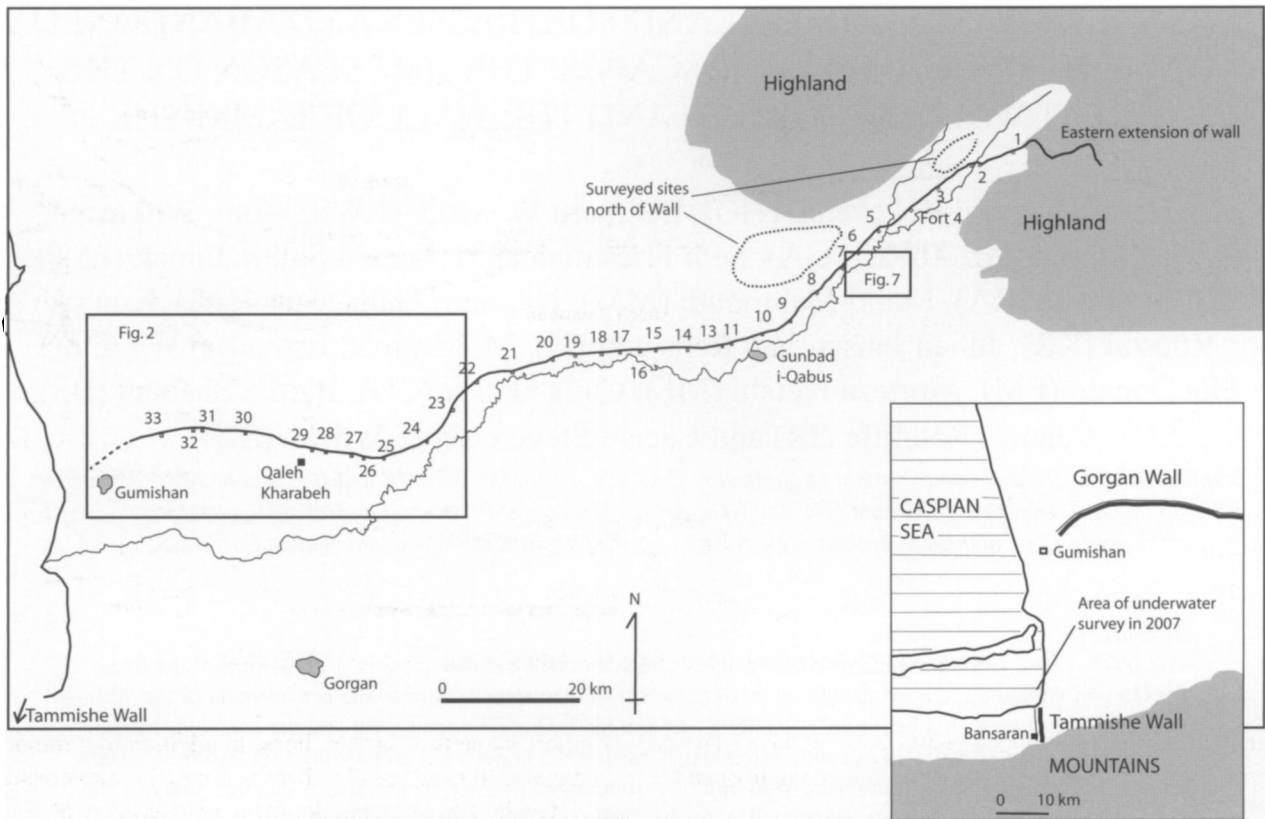 Highland
Eastern extension of wall
1
2
3
Surveyed sites
north of Wall
Fort 4
5
Highland
6
Fig.7
8
9
10
Fig.2
11
13
14
15
17
18
19
20
16
Gunbad
i-Qabus
21
22
23
24
33
31
30
29
28
27
25
32
26
Qaleh
Kharabeh
Gumishan
Gorgan
N
0 20 km
Tammishe Wall
Gorgan Wall
CASPIAN
SEA
Gumishan
Area of underwater
survey in 2007
Tammishe Wall
Bansaran
MOUNTAINS
0 10 km